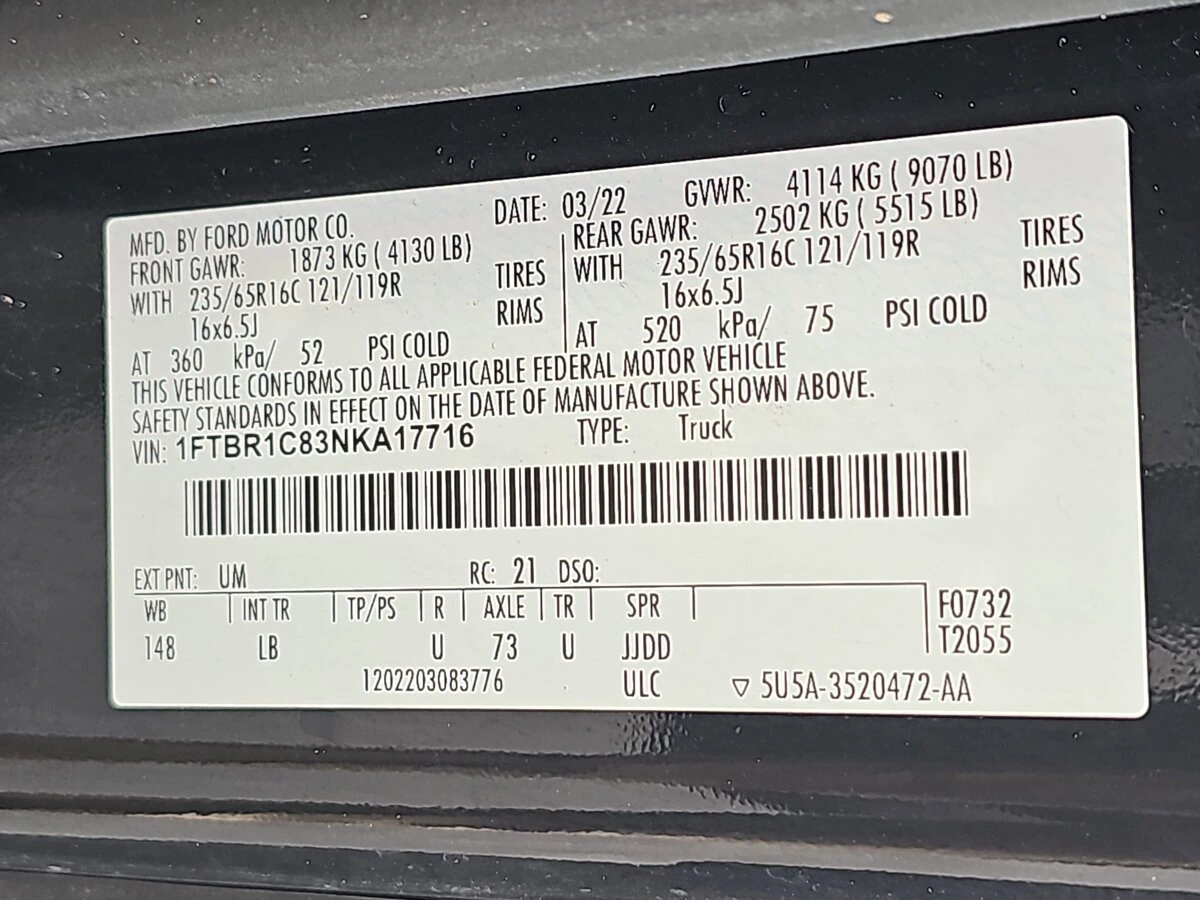 MFD. BY FORD MOTOR CO. DATE: 03/22 GVWR: 4114 KG ( 9070 LB)
FRONT GAWR: 1873 KG ( 4130 LB) REAR GAWR: 2502 KG ( 5515 LB)
WITH 235/65R16C 121/119R TIRES WITH 235/65R16C 121/119R TIRES
16x6.5J RIMS 16x6.5J RIMS
AT 360 kPa/ 52 PSI COLD AT 520 kPa/ 75 PSI COLD
THIS VEHICLE CONFORMS TO ALL APPLICABLE FEDERAL MOTOR VEHICLE
SAFETY STANDARDS IN EFFECT ON THE DATE OF MANUFACTURE SHOWN ABOVE.
VIN: 1FTBR1C83NKA17716 TYPE: Truck
EXT PNT: UM RC: 21 DSO:
WB INT TR TP/PS R AXLE TR SPR F0732
148 LB U 73 U JJDD T2055
1202203083776 ULC ▽ 5U5A-3520472-AA